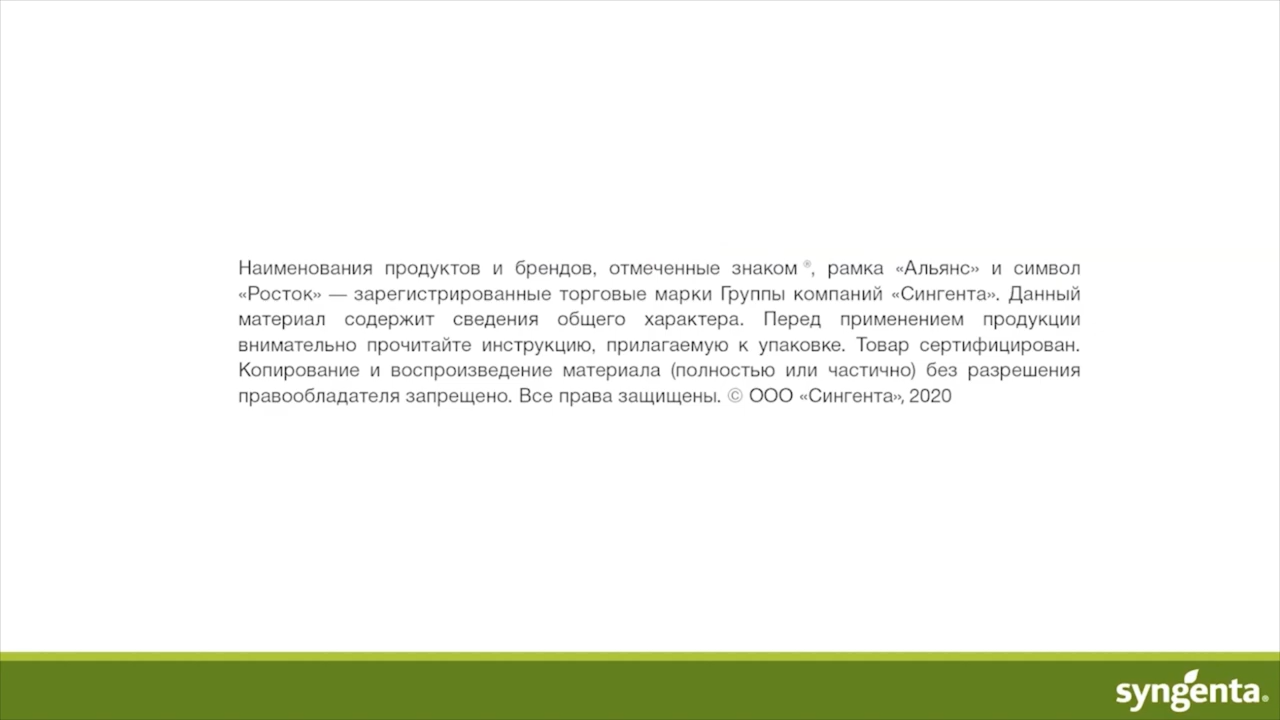 Наименования продуктов и брендов, отмеченные знаком ®, рамка «Альянс» и символ
«Росток» — зарегистрированные торговые марки Группы компаний «Сингента». Данный
материал содержит сведения общего характера. Перед применением продукции
внимательно прочитайте инструкцию, прилагаемую к упаковке. Товар сертифицирован.
Копирование и воспроизведение материала (полностью или частично) без разрешения
правообладателя запрещено. Все права защищены. © ООО «Сингента», 2020
syngenta®